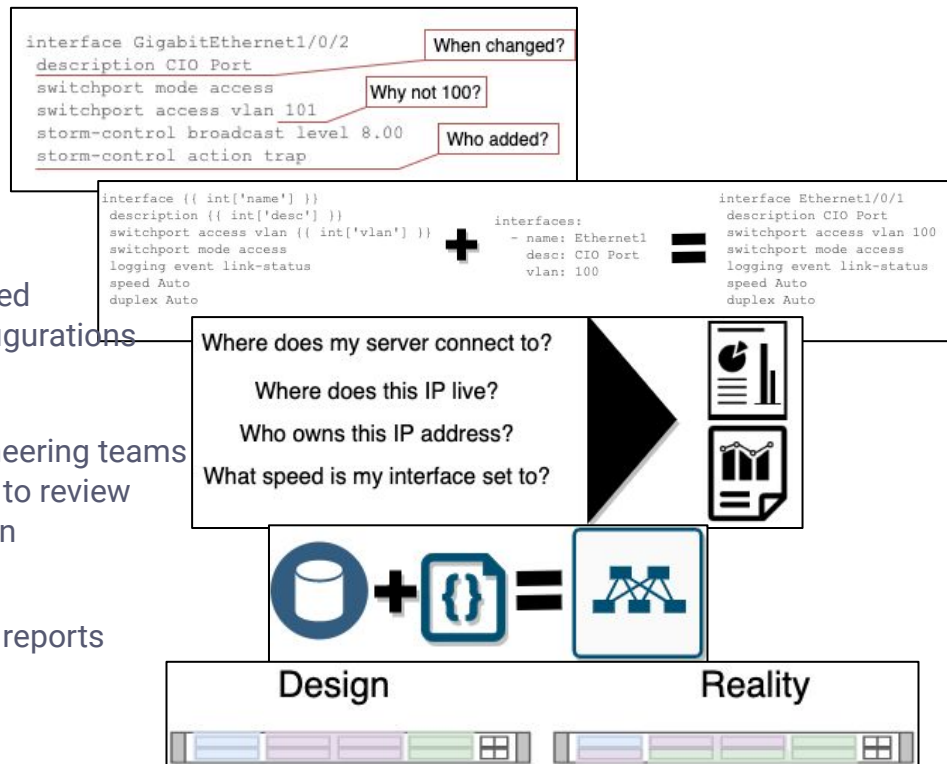 interface GigabitEthernet1/0/2
description CIO Port
switchport mode access
switchport access vlan 101
storm-control broadcast level 8.00
storm-control action trap
When changed?
Why not 100?
Who added?
interface {{ int['name'] }}
description {{ int['desc'] }}
switchport access vlan {{ int['vlan'] }}
switchport mode access
logging event link-status
speed Auto
duplex Auto
+
interfaces:
- name: Ethernet1
desc: CIO Port
vlan: 100
=
interface Ethernet1/0/1
description CIO Port
switchport access vlan 100
switchport mode access
logging event link-status
speed Auto
duplex Auto
to review
reports
Where does my server connect to?
Where does this IP live?
Who owns this IP address?
What speed is my interface set to?
+ {} =
Design
Reality